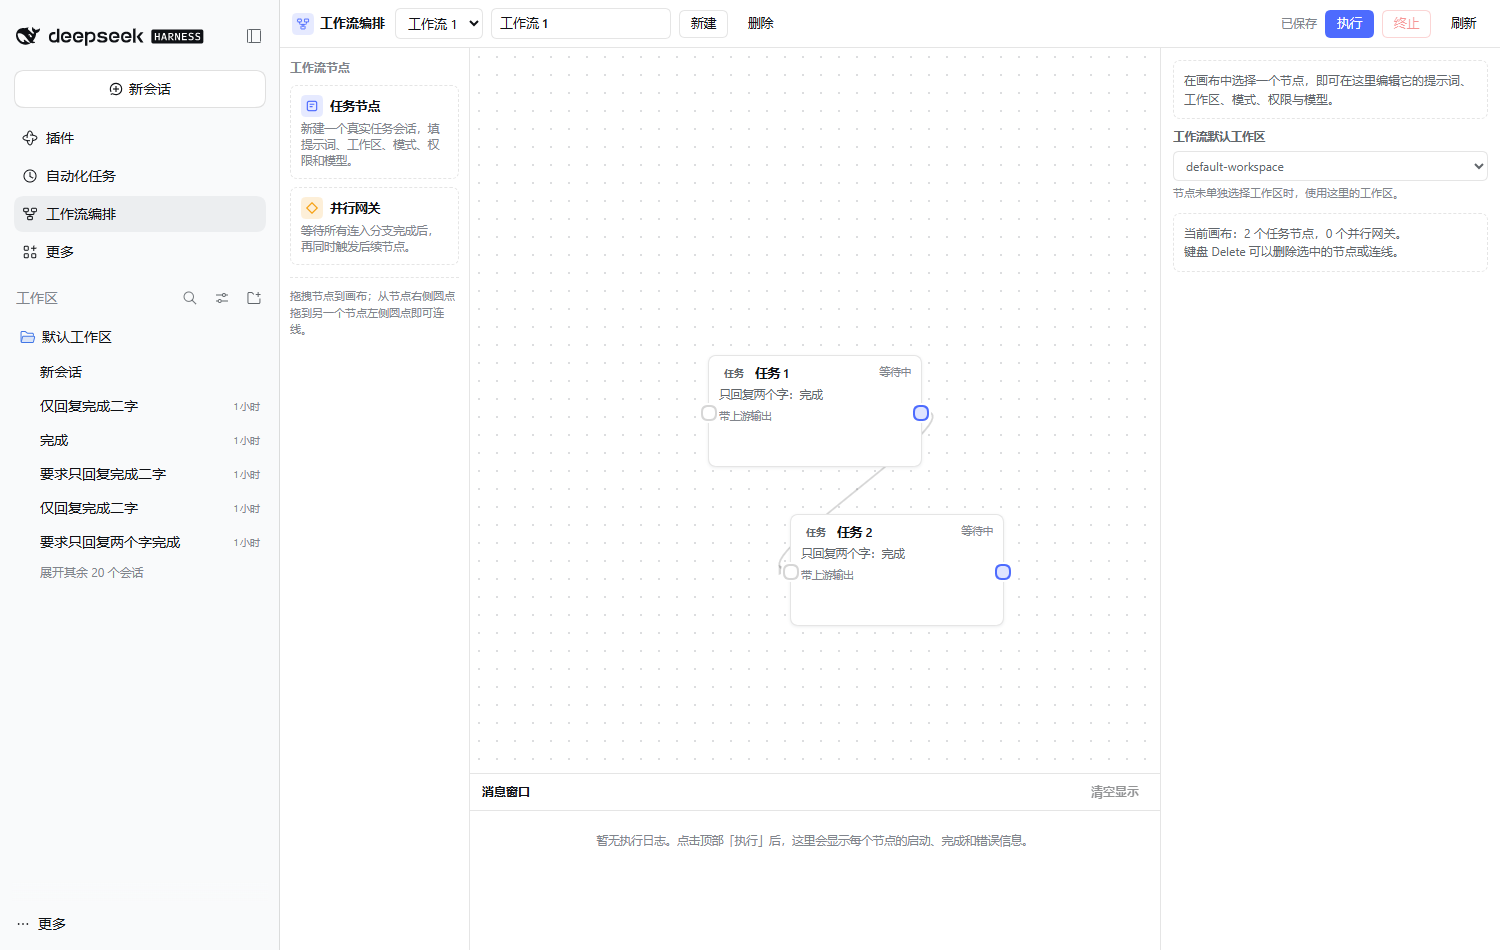 deepseek HARNESS
新会话
插件
自动化任务
工作流编排
更多
工作区
默认工作区
新会话
仅回复完成二字 1 小时
完成 1 小时
要求只回复完成二字 1 小时
仅回复完成二字 1 小时
要求只回复两个字完成 1 小时
展开其余 20 个会话
··· 更多
工作流编排 工作流 1 工作流 1 新建 删除 已保存 执行 终止 刷新
工作流节点
任务节点
新建一个真实任务会话，填
提示词、工作区、模式、权
限和模型。
并行网关
等待所有连入分支完成后，
再同时触发后续节点。
拖拽节点到画布；从节点右侧圆点
拖到另一个节点左侧圆点即可连
线。
任务 任务 1 等待中
只回复两个字：完成
带上游输出
任务 任务 2 等待中
只回复两个字：完成
带上游输出
消息窗口 清空显示
暂无执行日志。点击顶部「执行」后，这里会显示每个节点的启动、完成和错误信息。
在画布中选择一个节点，即可在这里编辑它的提示词、
工作区、模式、权限与模型。
工作流默认工作区
default-workspace
节点未单独选择工作区时，使用这里的工作区。
当前画布：2 个任务节点，0 个并行网关。
键盘 Delete 可以删除选中的节点或连线。